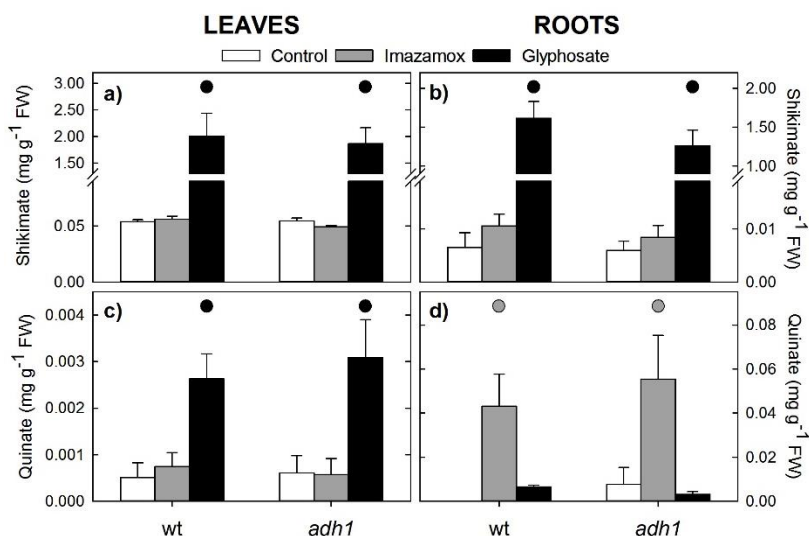 LEAVES ROOTS
Control Imazamox Glyphosate
a)
Shikimate (mg g⁻¹ FW)
3.00
2.50
2.00
1.50
0.05
0.00
b)
2.00
1.50
1.00
0.01
0.00
Shikimate (mg g⁻¹ FW)
c)
Quinate (mg g⁻¹ FW)
0.004
0.003
0.002
0.001
0.000
d)
0.08
0.06
0.04
0.02
0.00
Quinate (mg g⁻¹ FW)
wt adh1 wt adh1